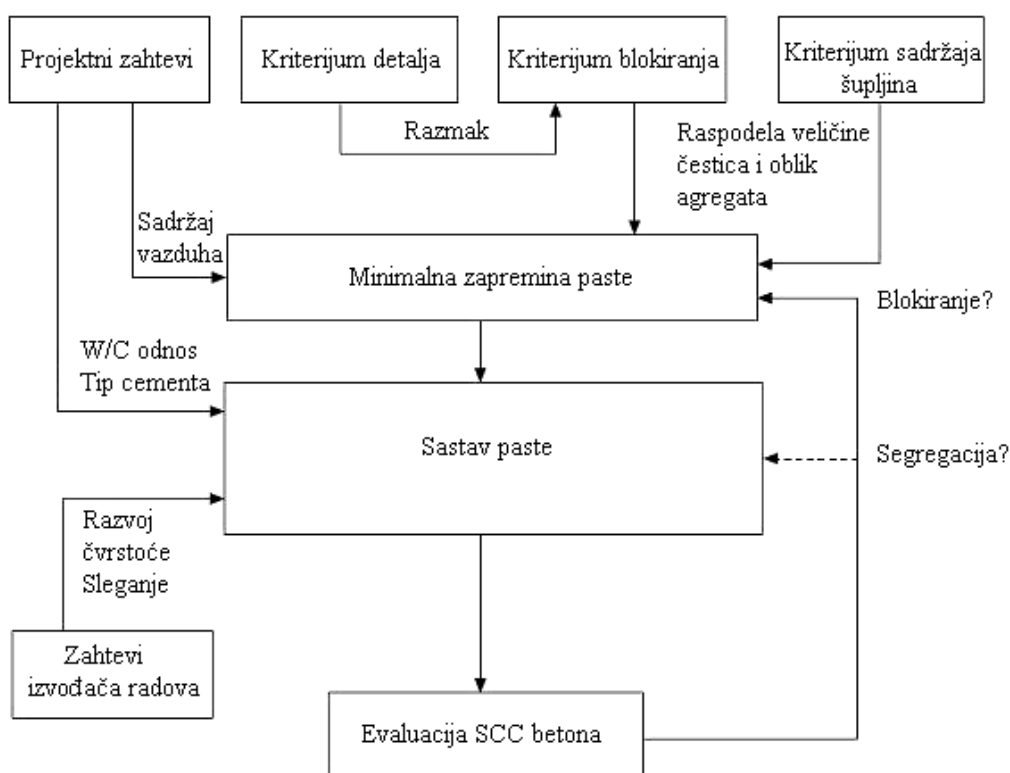 Projektni zahtevi
Kriterijum detalja
Kriterijum blokiranja
Kriterijum sadržaja
šupljina
Razmak
Raspodela veličine
čestica i oblik
agregata
Sadržaj
vazduha
Minimalna zapremina paste
Blokiranje?
W/C odnos
Tip cementa
Sastav paste
Segregacija?
Razvoj
čvrstoće
Sleganje
Zahtevi
izvođača radova
Evaluacija SCC betona